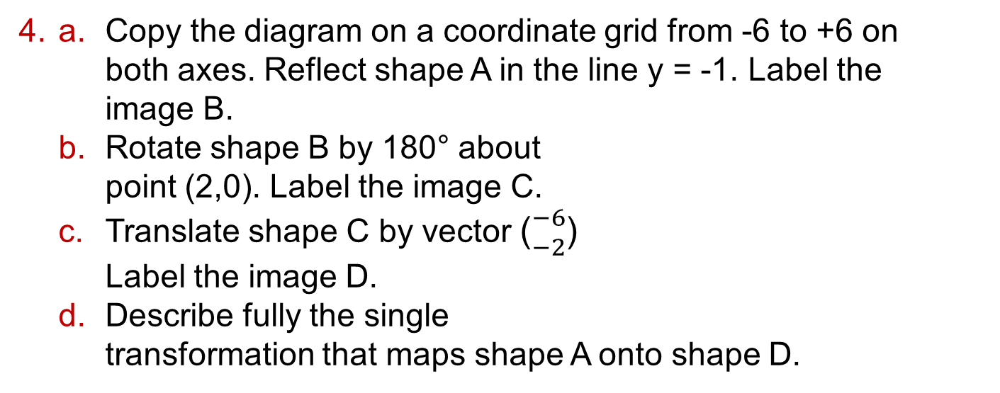 4. a. Copy the diagram on a coordinate grid from -6 to +6 on
both axes. Reflect shape A in the line y = -1. Label the
image B.
b. Rotate shape B by 180° about
point (2,0). Label the image C.
c. Translate shape C by vector (−6 −2)
Label the image D.
d. Describe fully the single
transformation that maps shape A onto shape D.